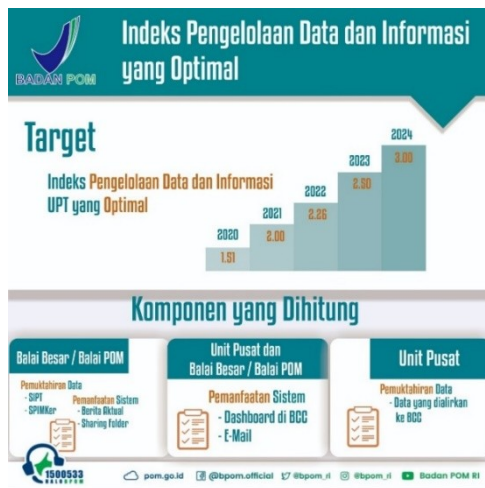 BADAN POM
Indeks Pengelolaan Data dan Informasi
yang Optimal
Target
Indeks Pengelolaan Data dan Informasi
UPT yang Optimal
2020
1.51
2021
2.00
2022
2.26
2023
2.50
2024
3.00
Komponen yang Dihitung
Balai Besar / Balai POM
Pemuktahiran Data
- SIPT
- SPIMKer
Pemanfaatan Sistem
- Berita Aktual
- Sharing folder
Unit Pusat dan
Balai Besar / Balai POM
Pemanfaatan Sistem
- Dashboard di BCC
- E-Mail
Unit Pusat
Pemuktahiran Data
- Data yang dialirkan
ke BCC
1500533
HALOBPOM
pom.go.id
@bpom.official
@bpom_ri
@bpom_ri
Badan POM RI